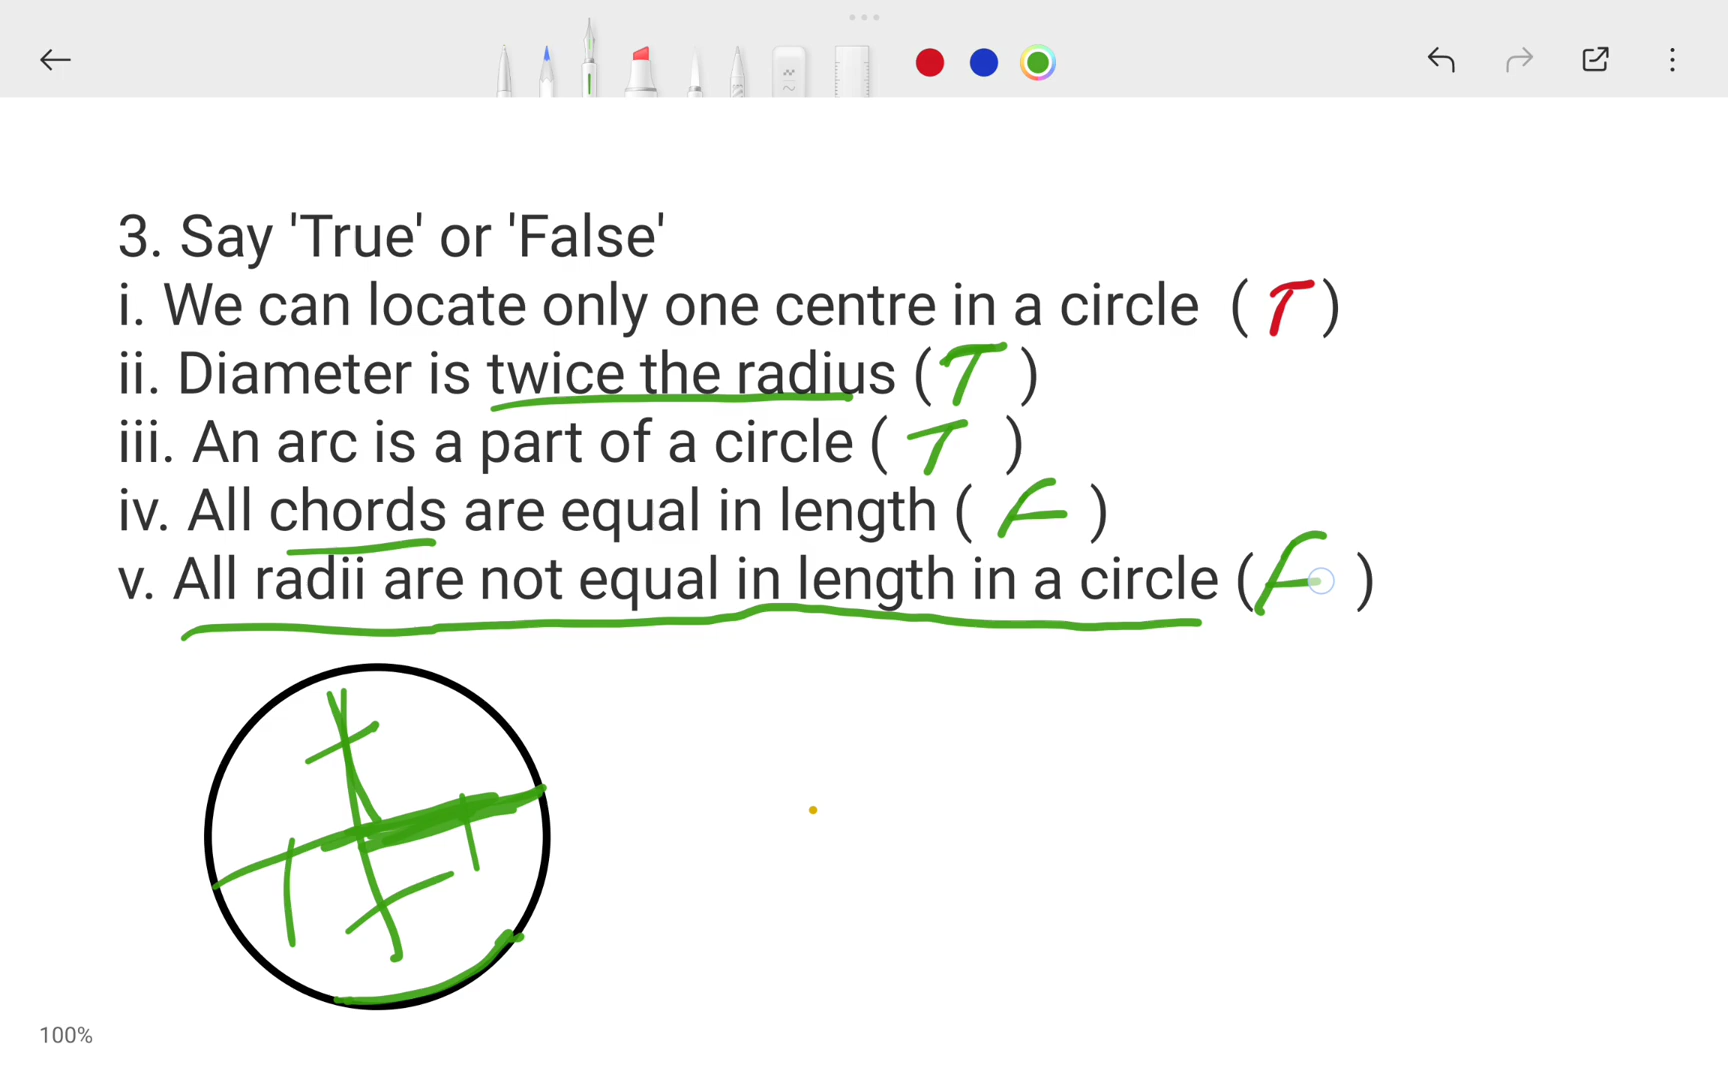 3. Say 'True' or 'False'
i. We can locate only one centre in a circle (T)
ii. Diameter is twice the radius (T)
iii. An arc is a part of a circle (T)
iv. All chords are equal in length (F)
v. All radii are not equal in length in a circle (F)
100%